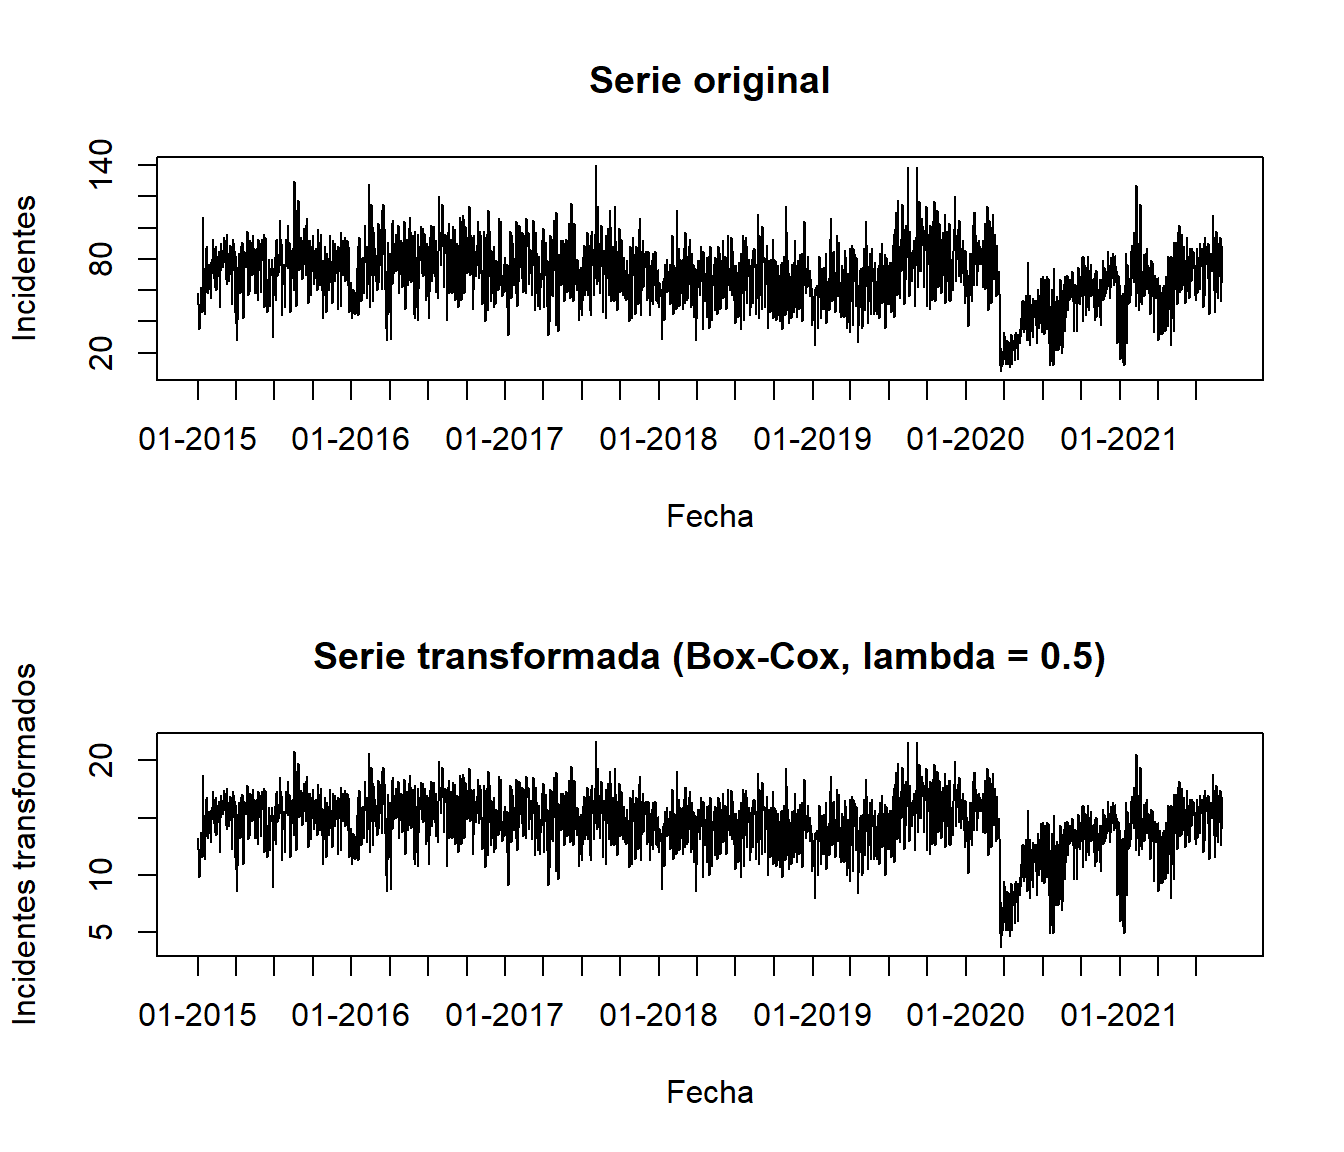 Serie original
Incidentes
140
80
20
01-2015 01-2016 01-2017 01-2018 01-2019 01-2020 01-2021
Fecha
Serie transformada (Box-Cox, lambda = 0.5)
Incidentes transformados
20
10
5
01-2015 01-2016 01-2017 01-2018 01-2019 01-2020 01-2021
Fecha